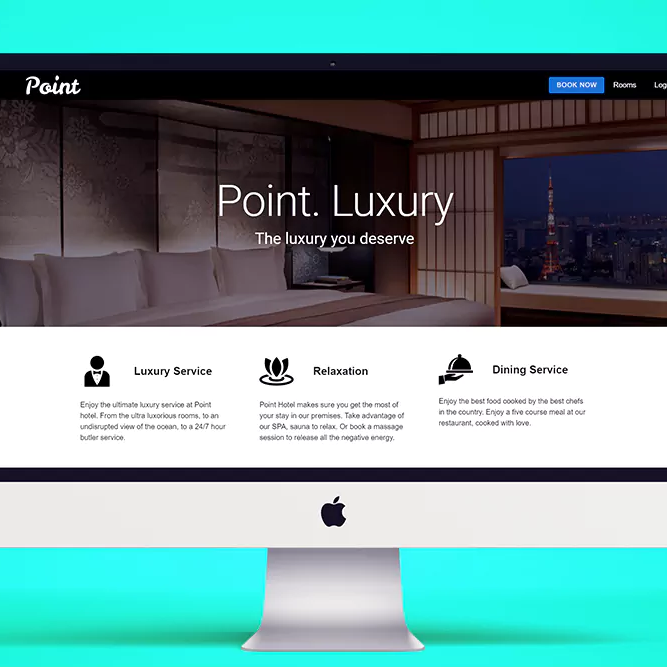 Point
BOOK NOW Rooms Log
Point. Luxury
The luxury you deserve
Luxury Service
Enjoy the ultimate luxury service at Point
hotel. From the ultra luxorious rooms, to an
undisrupted view of the ocean, to a 24/7 hour
butler service.
Relaxation
Point Hotel makes sure you get the most of
your stay in our premises. Take advantage of
our SPA, sauna to relax. Or book a massage
session to release all the negative energy.
Dining Service
Enjoy the best food cooked by the best chefs
in the country. Enjoy a five course meal at our
restaurant, cooked with love.